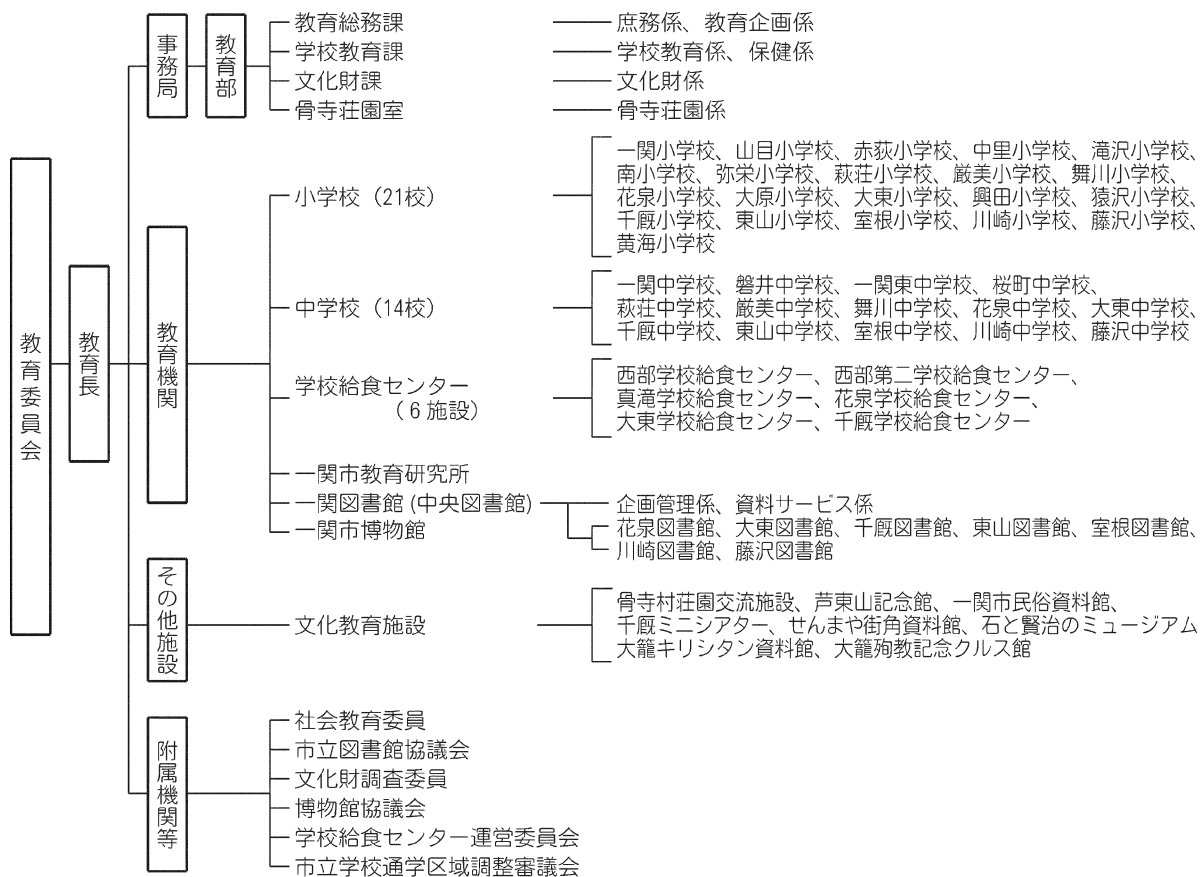 教育委員会
教育長
事務局
教育部
教育総務課
庶務係、教育企画係
学校教育課
学校教育係、保健係
文化財課
文化財係
骨寺荘園室
骨寺荘園係
教育機関
小学校（21校）
一関小学校、山目小学校、赤荻小学校、中里小学校、滝沢小学校、
南小学校、弥栄小学校、萩荘小学校、厳美小学校、舞川小学校、
花泉小学校、大原小学校、大東小学校、興田小学校、猿沢小学校、
千厩小学校、東山小学校、室根小学校、川崎小学校、藤沢小学校、
黄海小学校
中学校（14校）
一関中学校、磐井中学校、一関東中学校、桜町中学校、
萩荘中学校、厳美中学校、舞川中学校、花泉中学校、大東中学校、
千厩中学校、東山中学校、室根中学校、川崎中学校、藤沢中学校
学校給食センター
（６施設）
西部学校給食センター、西部第二学校給食センター、
真滝学校給食センター、花泉学校給食センター、
大東学校給食センター、千厩学校給食センター
一関市教育研究所
一関図書館(中央図書館)
企画管理係、資料サービス係
花泉図書館、大東図書館、千厩図書館、東山図書館、室根図書館、
川崎図書館、藤沢図書館
一関市博物館
その他施設
文化教育施設
骨寺村荘園交流施設、芦東山記念館、一関市民俗資料館、
千厩ミニシアター、せんまや街角資料館、石と賢治のミュージアム
大籠キリシタン資料館、大籠殉教記念クルス館
附属機関等
社会教育委員
市立図書館協議会
文化財調査委員
博物館協議会
学校給食センター運営委員会
市立学校通学区域調整審議会